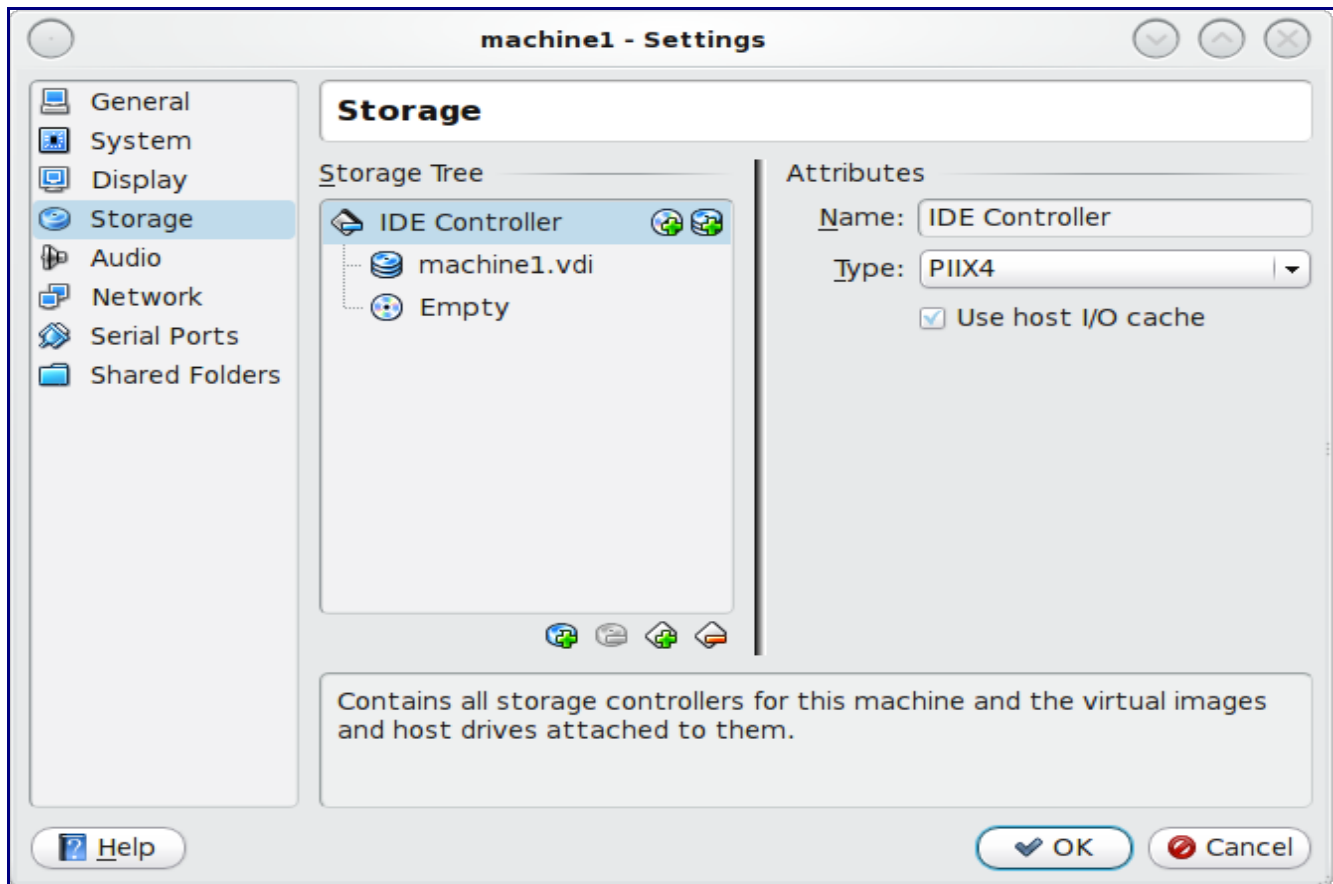 machine1 - Settings
General
System
Display
Storage
Audio
Network
Serial Ports
Shared Folders
Storage
Storage Tree
IDE Controller
machine1.vdi
Empty
Attributes
Name: IDE Controller
Type: PIIX4
Use host I/O cache
Contains all storage controllers for this machine and the virtual images
and host drives attached to them.
Help
OK
Cancel